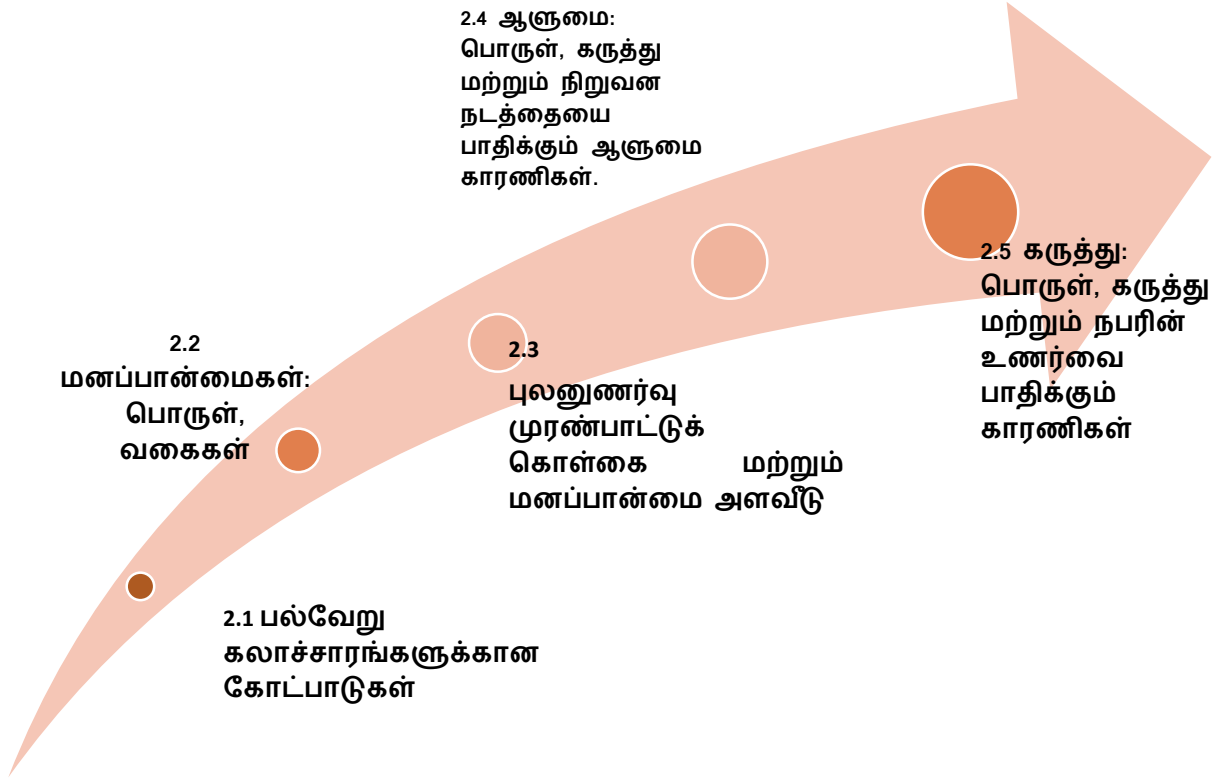 2.4 ஆளுமை:
பொருள், கருத்து
மற்றும் நிறுவன
நடத்தையை
பாதிக்கும் ஆளுமை
காரணிகள்.
2.5 கருத்து:
பொருள், கருத்து
மற்றும் நபரின்
உணர்வை
பாதிக்கும்
காரணிகள்
2.2
மனப்பான்மைகள்:
பொருள்,
வகைகள்
2.3
புலனுணர்வு
முரண்பாட்டுக்
கொள்கை மற்றும்
மனப்பான்மை அளவீடு
2.1 பல்வேறு
கலாச்சாரங்களுக்கான
கோட்பாடுகள்